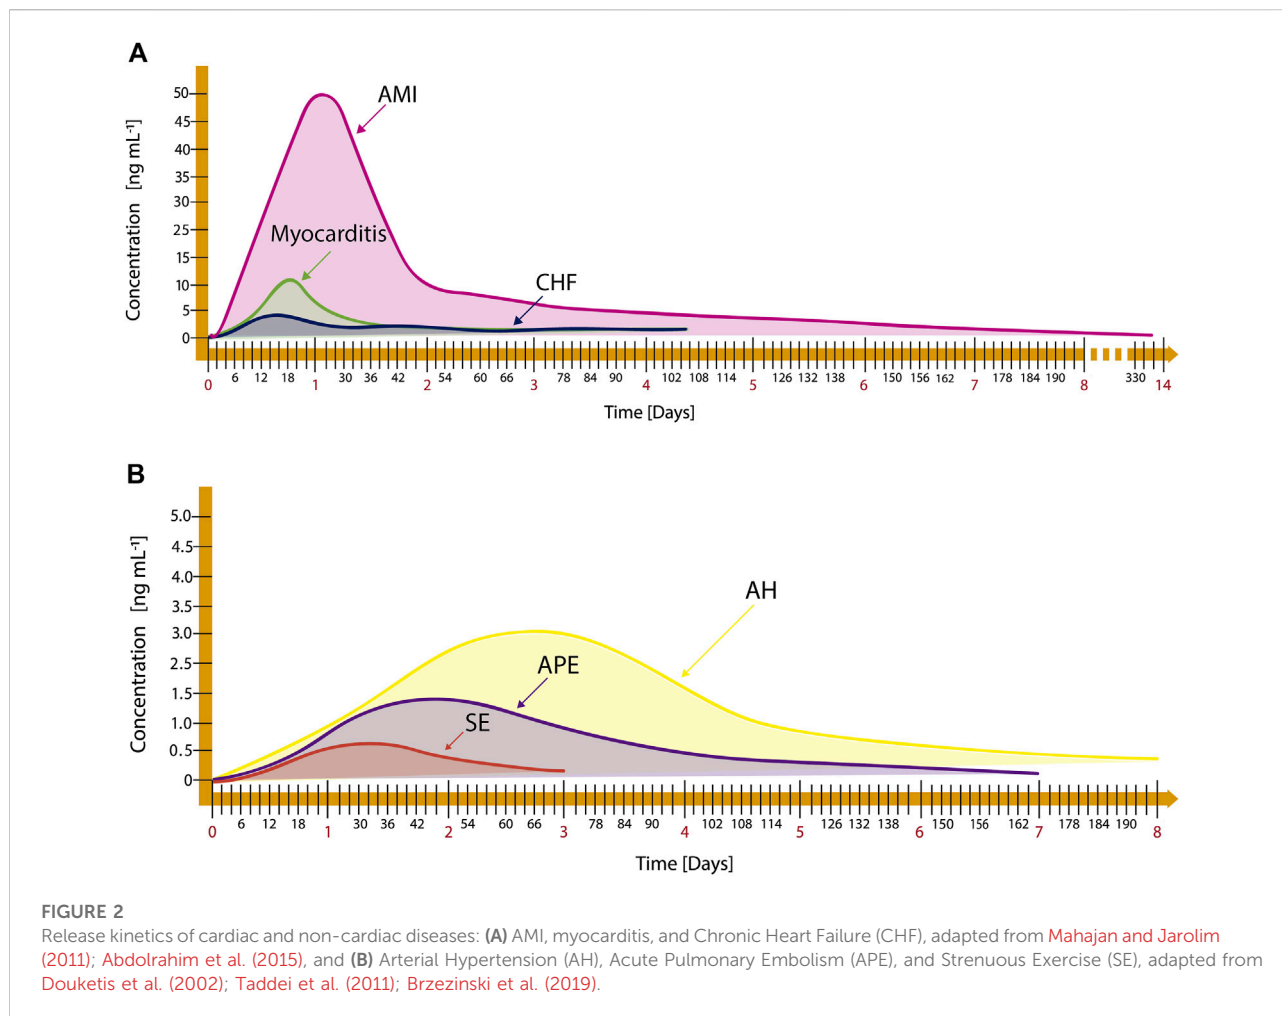 A
Concentration [ng mL⁻¹]
50
45
40
35
30
25
15
10
5
0
AMI
Myocarditis
CHF
0 6 12 18 1 30 36 42 2 54 60 66 3 78 84 90 4 102 108 114 5 126 132 138 6 150 156 162 7 178 184 190 8 330 14
Time [Days]
B
Concentration [ng mL⁻¹]
5.0
4.5
4.0
3.5
3.0
2.5
1.5
1.0
0.5
0
AH
APE
SE
0 6 12 18 1 30 36 42 2 54 60 66 3 78 84 90 4 102 108 114 5 126 132 138 6 150 156 162 7 178 184 190 8
Time [Days]
FIGURE 2
Release kinetics of cardiac and non-cardiac diseases: (A) AMI, myocarditis, and Chronic Heart Failure (CHF), adapted from Mahajan and Jarolim
(2011); Abdolrahim et al. (2015), and (B) Arterial Hypertension (AH), Acute Pulmonary Embolism (APE), and Strenuous Exercise (SE), adapted from
Douketis et al. (2002); Taddei et al. (2011); Brzezinski et al. (2019).